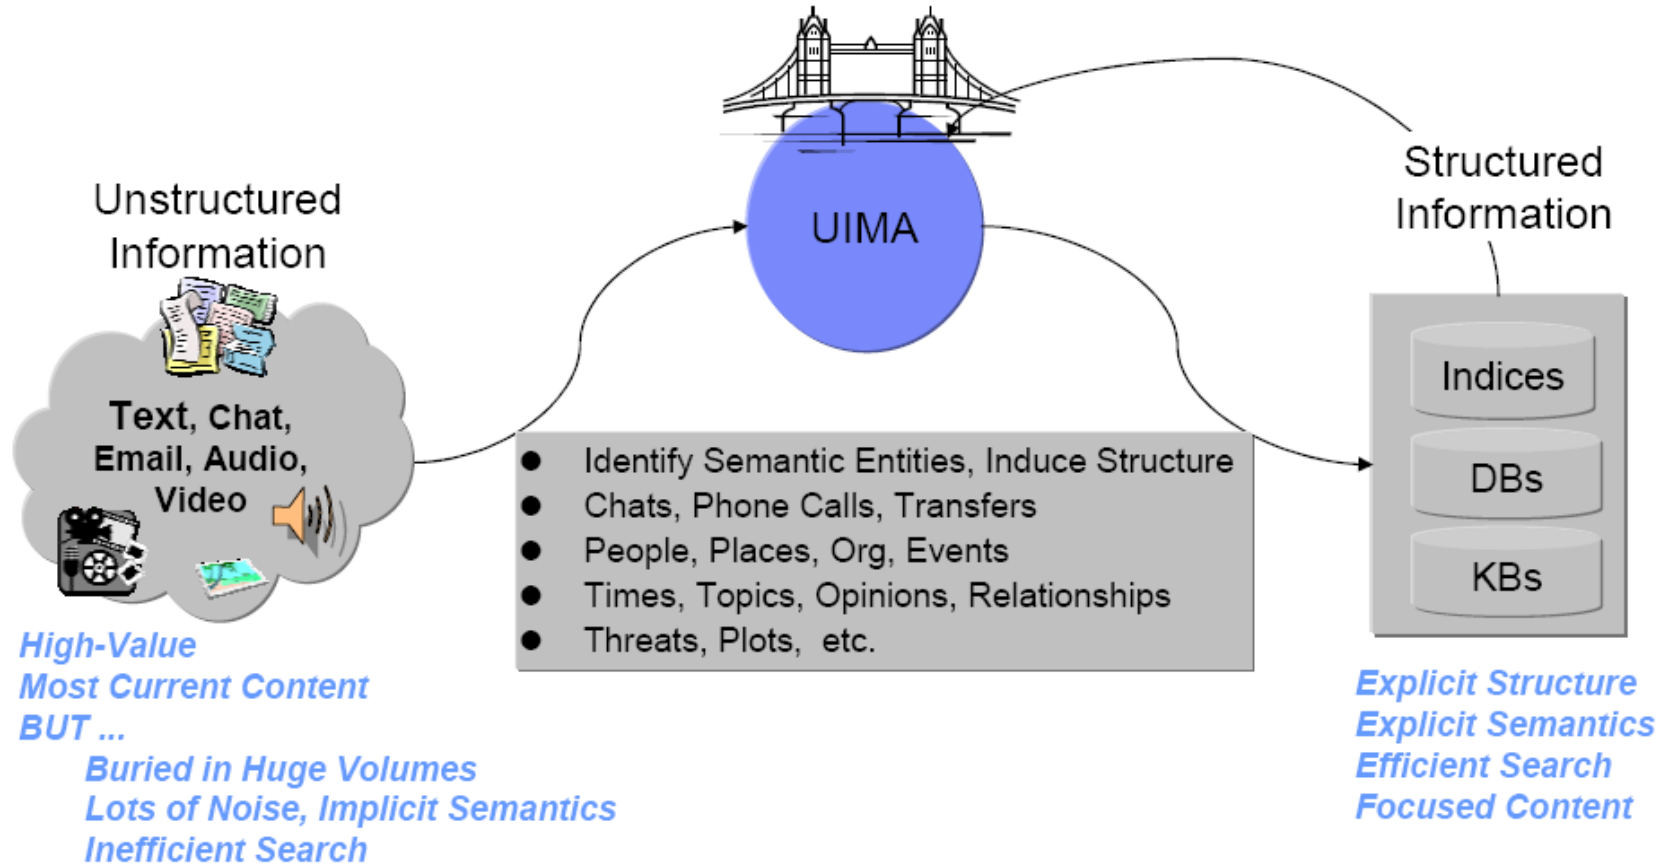 Unstructured
Information
Text, Chat,
Email, Audio,
Video
High-Value
Most Current Content
BUT ...
Buried in Huge Volumes
Lots of Noise, Implicit Semantics
Inefficient Search
UIMA
● Identify Semantic Entities, Induce Structure
● Chats, Phone Calls, Transfers
● People, Places, Org, Events
● Times, Topics, Opinions, Relationships
● Threats, Plots, etc.
Structured
Information
Indices
DBs
KBs
Explicit Structure
Explicit Semantics
Efficient Search
Focused Content